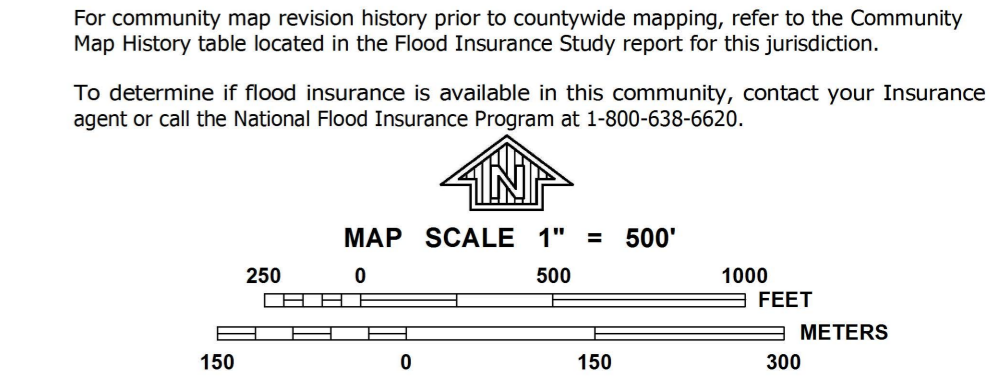 For community map revision history prior to countywide mapping, refer to the Community
Map History table located in the Flood Insurance Study report for this jurisdiction.
To determine if flood insurance is available in this community, contact your Insurance
agent or call the National Flood Insurance Program at 1-800-638-6620.
N
MAP SCALE 1" = 500'
250 0 500 1000
FEET
METERS
150 0 150 300